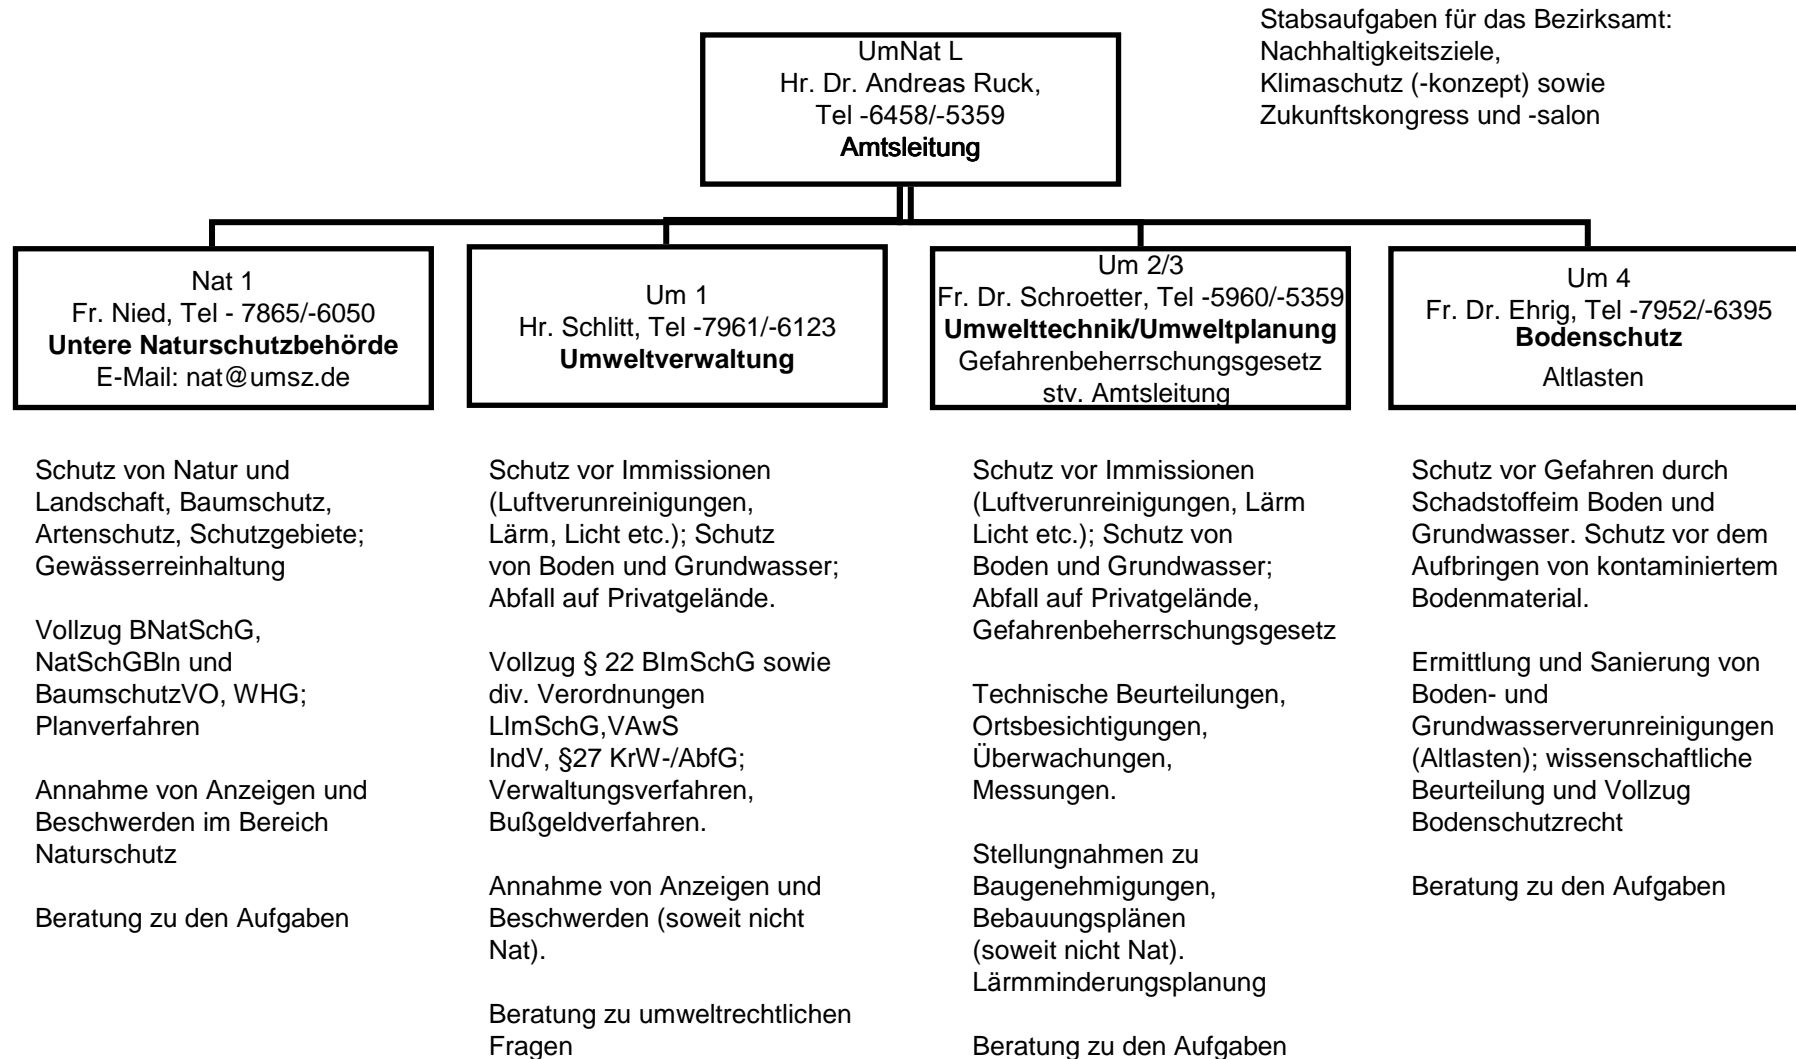 Stabsaufgaben für das Bezirksamt:
Nachhaltigkeitsziele,
Klimaschutz (-konzept) sowie
Zukunftskongress und -salon
UmNat L
Hr. Dr. Andreas Ruck,
Tel -6458/-5359
Amtsleitung
Nat 1
Fr. Nied, Tel - 7865/-6050
Untere Naturschutzbehörde
E-Mail: nat@umsz.de
Um 1
Hr. Schlitt, Tel -7961/-6123
Umweltverwaltung
Um 2/3
Fr. Dr. Schroetter, Tel -5960/-5359
Umwelttechnik/Umweltplanung
Gefahrenbeherrschungsgesetz
stv. Amtsleitung
Um 4
Fr. Dr. Ehrig, Tel -7952/-6395
Bodenschutz
Altlasten
Schutz von Natur und
Landschaft, Baumschutz,
Artenschutz, Schutzgebiete;
Gewässerreinhaltung
Vollzug BNatSchG,
NatSchGBln und
BaumschutzVO, WHG;
Planverfahren
Annahme von Anzeigen und
Beschwerden im Bereich
Naturschutz
Beratung zu den Aufgaben
Schutz vor Immissionen
(Luftverunreinigungen,
Lärm, Licht etc.); Schutz
von Boden und Grundwasser;
Abfall auf Privatgelände.
Vollzug § 22 BImSchG sowie
div. Verordnungen
LImSchG,VAwS
IndV, §27 KrW-/AbfG;
Verwaltungsverfahren,
Bußgeldverfahren.
Annahme von Anzeigen und
Beschwerden (soweit nicht
Nat).
Beratung zu umweltrechtlichen
Fragen
Schutz vor Immissionen
(Luftverunreinigungen, Lärm
Licht etc.); Schutz von
Boden und Grundwasser;
Abfall auf Privatgelände,
Gefahrenbeherrschungsgesetz
Technische Beurteilungen,
Ortsbesichtigungen,
Überwachungen,
Messungen.
Stellungnahmen zu
Baugenehmigungen,
Bebauungsplänen
(soweit nicht Nat).
Lärmminderungsplanung
Beratung zu den Aufgaben
Schutz vor Gefahren durch
Schadstoffeim Boden und
Grundwasser. Schutz vor dem
Aufbringen von kontaminiertem
Bodenmaterial.
Ermittlung und Sanierung von
Boden- und
Grundwasserverunreinigungen
(Altlasten); wissenschaftliche
Beurteilung und Vollzug
Bodenschutzrecht
Beratung zu den Aufgaben